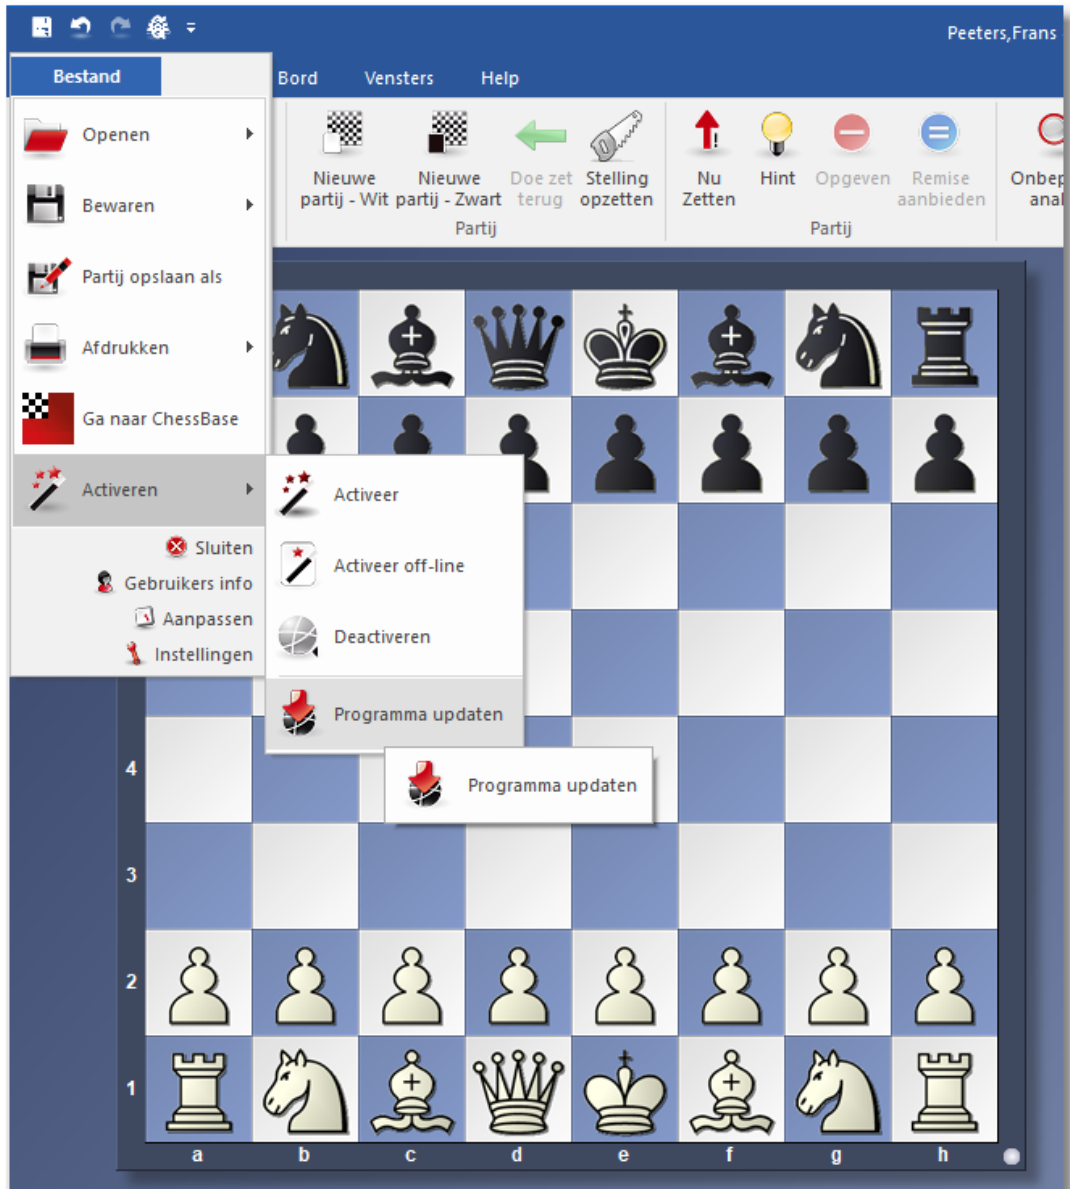 Peeters,Frans
Bestand
Bord
Vensters
Help
Openen
Bewaren
Partij opslaan als
Afdrukken
Ga naar ChessBase
Activeren
Sluiten
Gebruikers info
Aanpassen
Instellingen
Nieuwe
partij - Wit
Nieuwe
partij - Zwart
Doe zet
terug
Stelling
opzetten
Partij
Nu
Zetten
Hint
Opgeven
Remise
aanbieden
Partij
Onbep
anal
Activeer
Activeer off-line
Deactiveren
Programma updaten
Programma updaten
4
3
2
1
a b c d e f g h